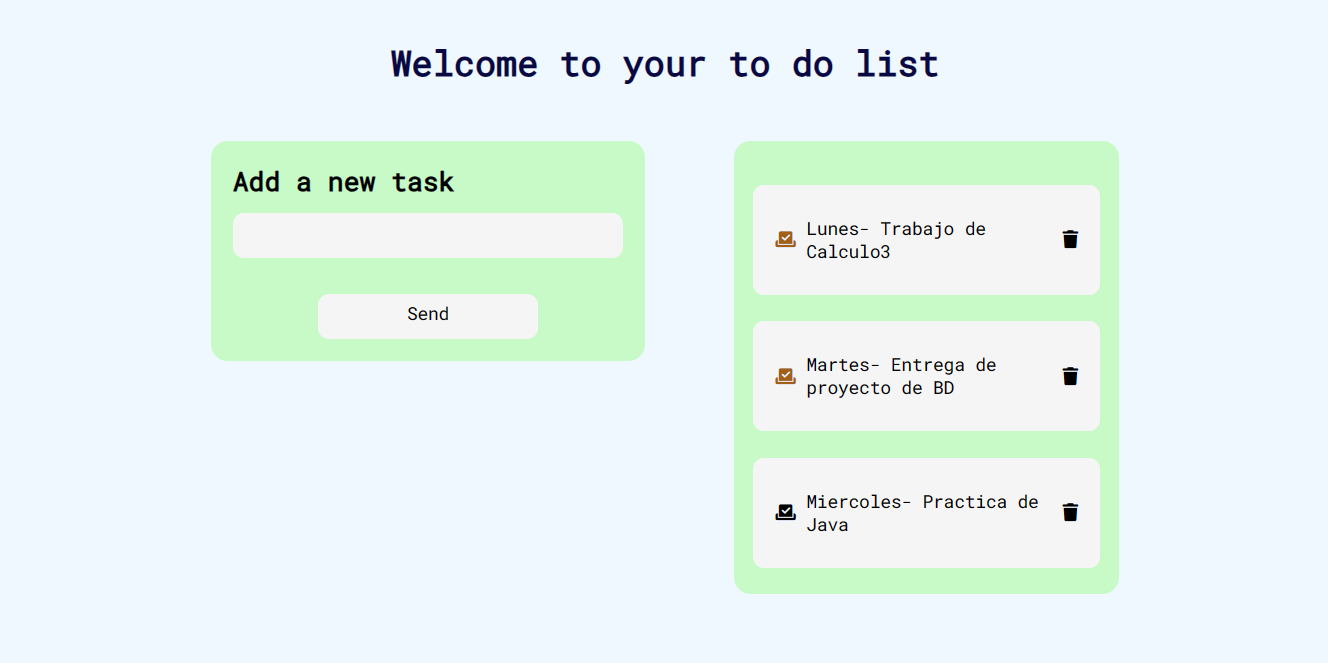 Welcome to your to do list
Add a new task
Send
Lunes- Trabajo de
Calculo3
Martes- Entrega de
proyecto de BD
Miercoles- Practica de
Java